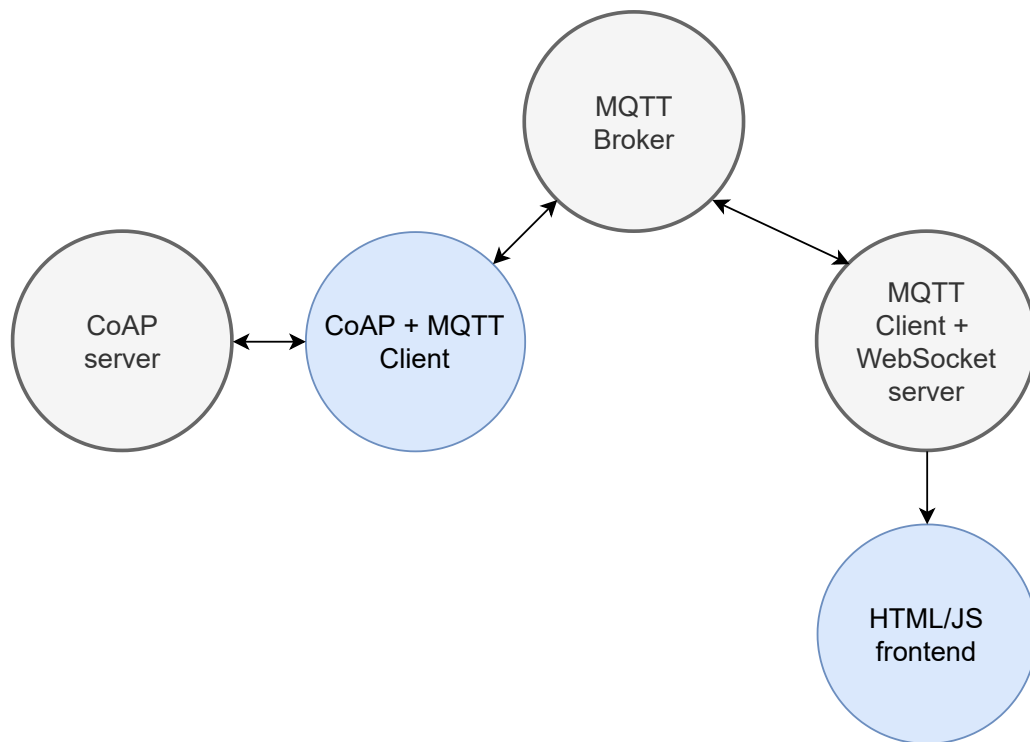 MQTT
Broker
CoAP
server
CoAP + MQTT
Client
MQTT
Client +
WebSocket
server
HTML/JS
frontend